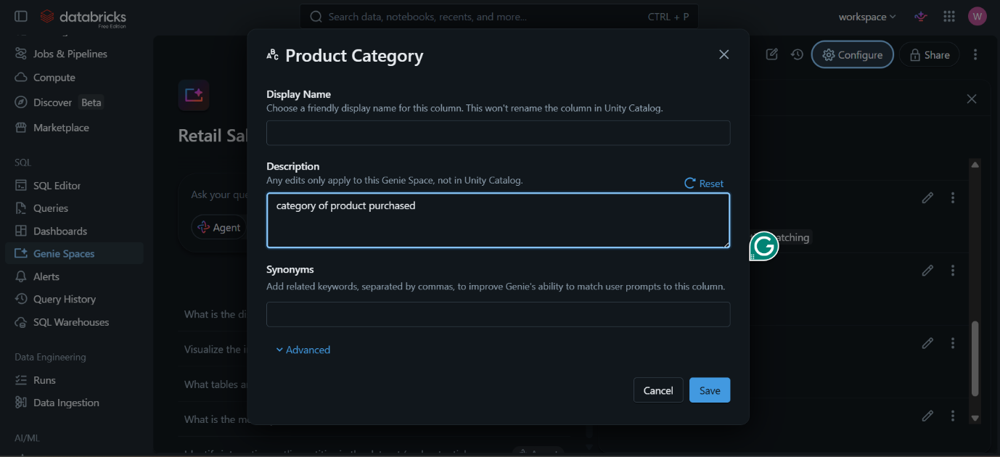 databricks
Free Edition
Search data, notebooks, recents, and more...
CTRL + P
workspace
W
Jobs & Pipelines
Compute
Discover Beta
Marketplace
SQL
SQL Editor
Queries
Dashboards
Genie Spaces
Alerts
Query History
SQL Warehouses
Data Engineering
Runs
Data Ingestion
AI/ML
Retail Sal
Ask your que
Agent
What is the di
Visualize the i
What tables a
What is the m
Configure
Share
atching
Product Category
Display Name
Choose a friendly display name for this column. This won't rename the column in Unity Catalog.
Description
Any edits only apply to this Genie Space, not in Unity Catalog.
Reset
category of product purchased
Synonyms
Add related keywords, separated by commas, to improve Genie's ability to match user prompts to this column.
Advanced
Cancel
Save